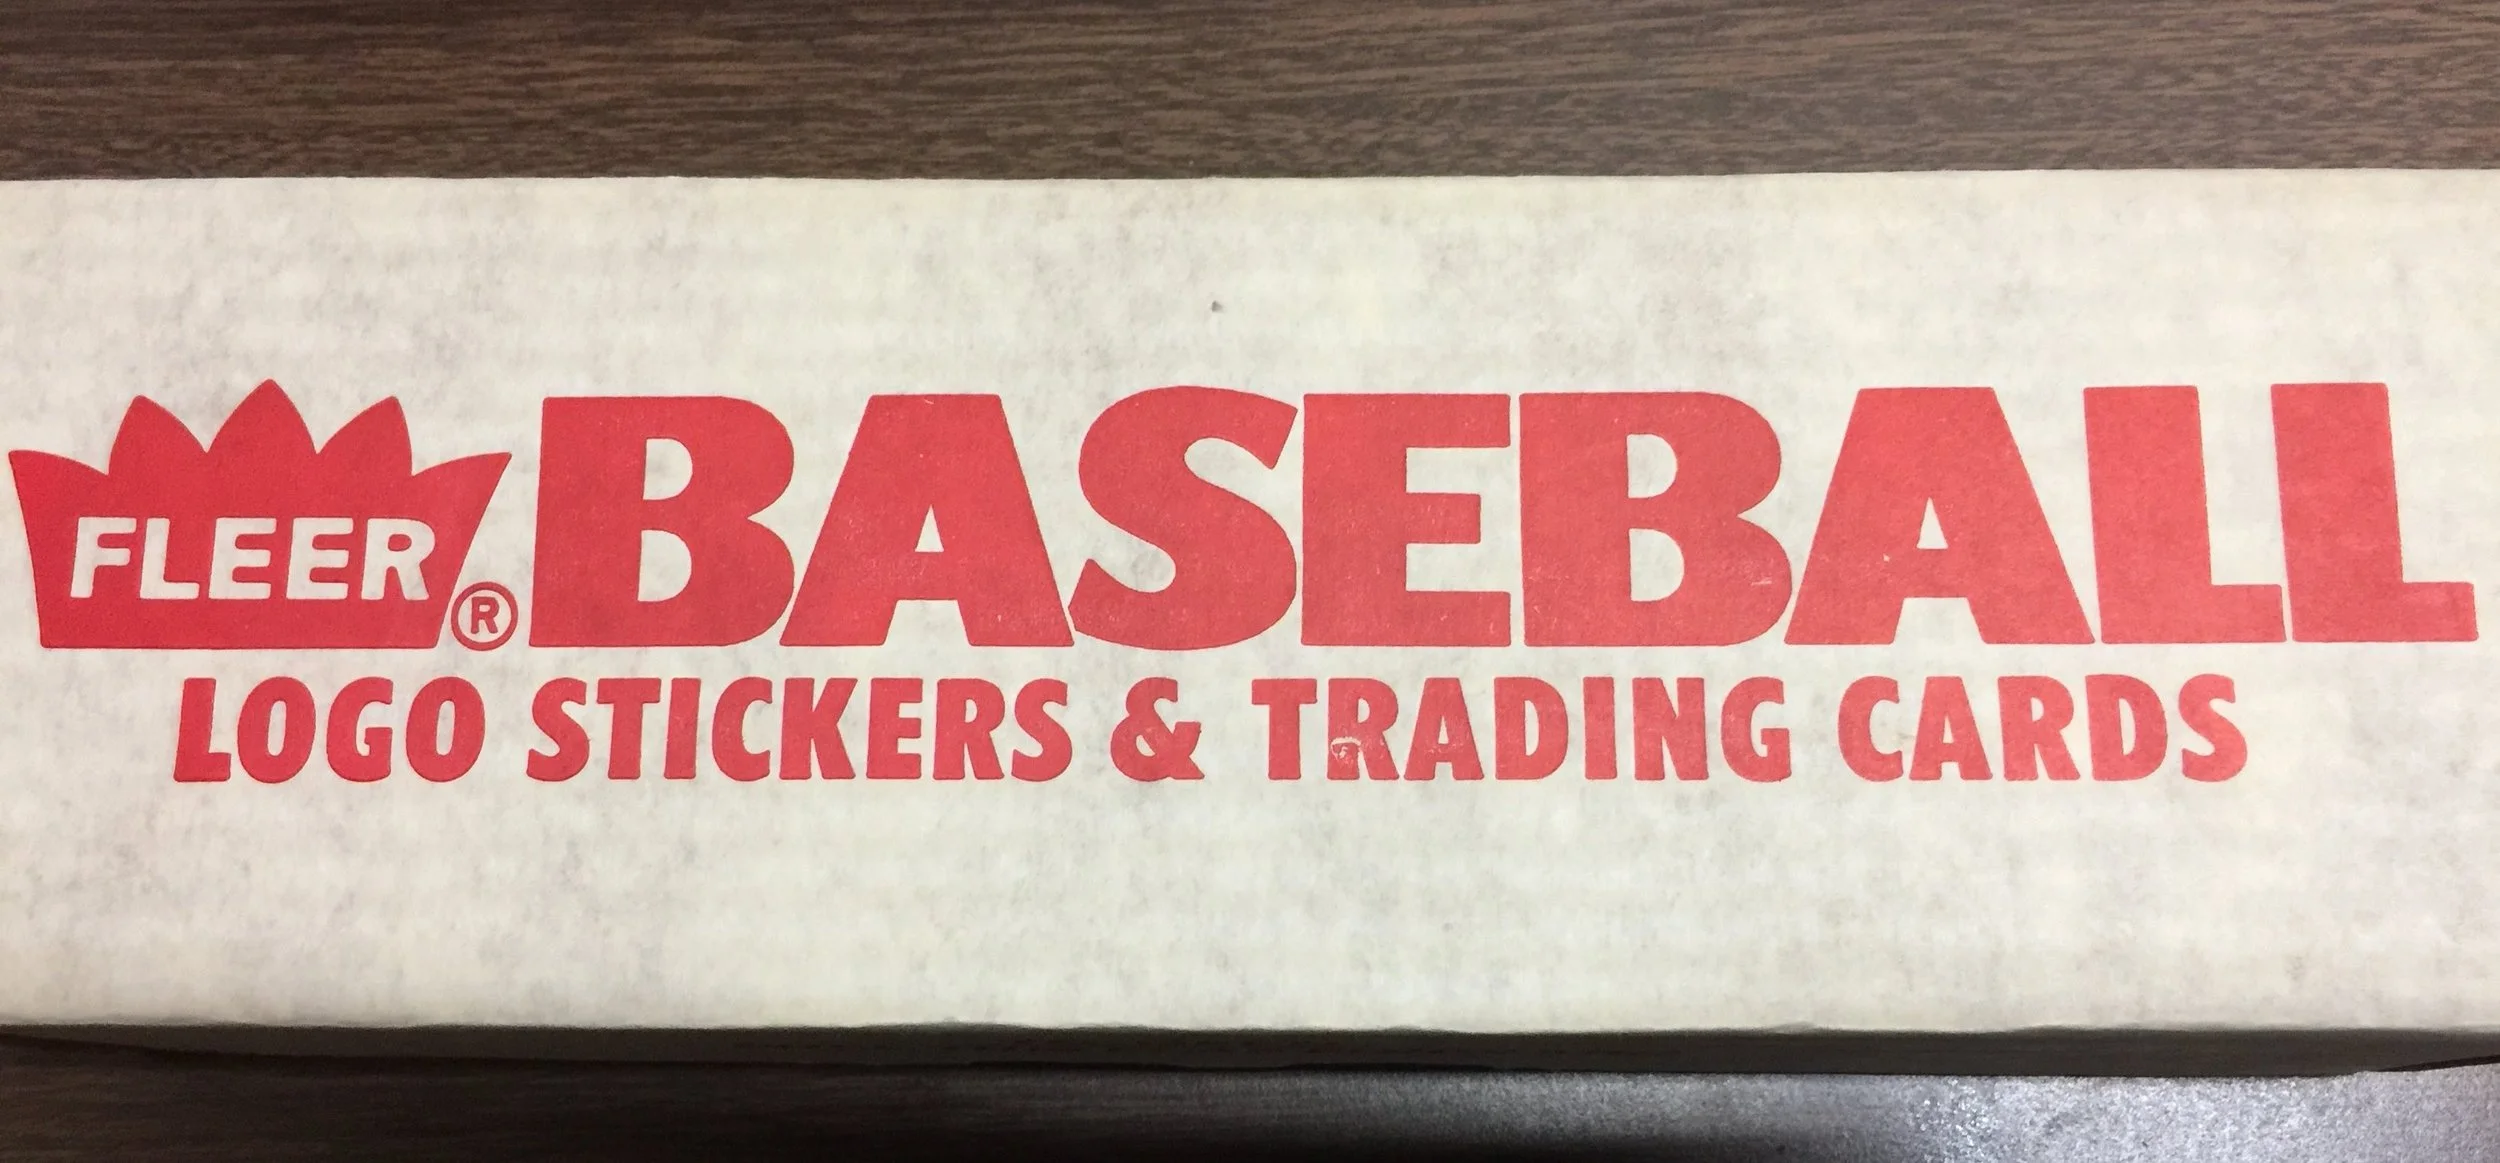 FLEER ® BASEBALL
LOGO STICKERS & TRADING CARDS